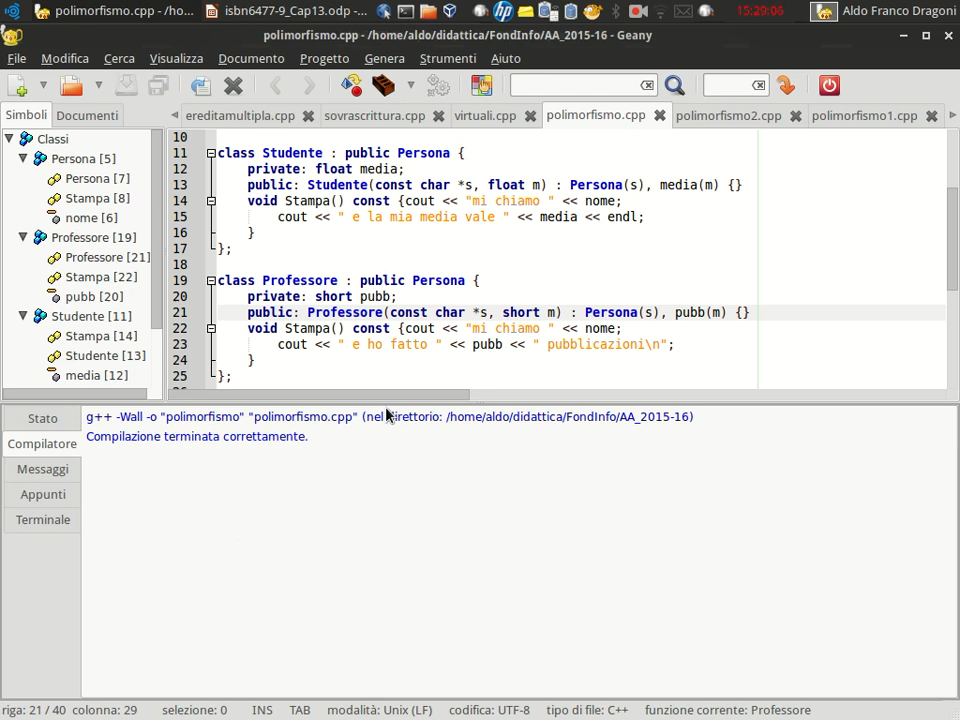 polimorfismo.cpp - /ho...
isbn6477-9_Cap13.odp -...
15:29:06
Aldo Franco Dragoni
polimorfismo.cpp - /home/aldo/didattica/FondInfo/AA_2015-16 - Geany
File Modifica Cerca Visualizza Documento Progetto Genera Strumenti Aiuto
Simboli Documenti
ereditamultipla.cpp sovrascrittura.cpp virtuali.cpp polimorfismo.cpp polimorfismo2.cpp polimorfismo1.cpp
Classi
Persona [5]
Persona [7]
Stampa [8]
nome [6]
Professore [19]
Professore [21]
Stampa [22]
pubb [20]
Studente [11]
Stampa [14]
Studente [13]
media [12]
10
11 class Studente : public Persona {
12 private: float media;
13 public: Studente(const char *s, float m) : Persona(s), media(m) {}
14 void Stampa() const {cout << "mi chiamo " << nome;
15 cout << " e la mia media vale " << media << endl;
16 }
17 };
18
19 class Professore : public Persona {
20 private: short pubb;
21 public: Professore(const char *s, short m) : Persona(s), pubb(m) {}
22 void Stampa() const {cout << "mi chiamo " << nome;
23 cout << " e ho fatto " << pubb << " pubblicazioni\n";
24 }
25 };
Stato
Compilatore
Messaggi
Appunti
Terminale
g++ -Wall -o "polimorfismo" "polimorfismo.cpp" (nel direttorio: /home/aldo/didattica/FondInfo/AA_2015-16)
Compilazione terminata correttamente.
riga: 21 / 40 colonna: 29 selezione: 0 INS TAB modalità: Unix (LF) codifica: UTF-8 tipo di file: C++ funzione corrente: Professore